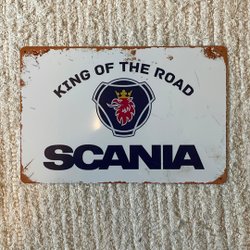 KING OF THE ROAD
SCANIA